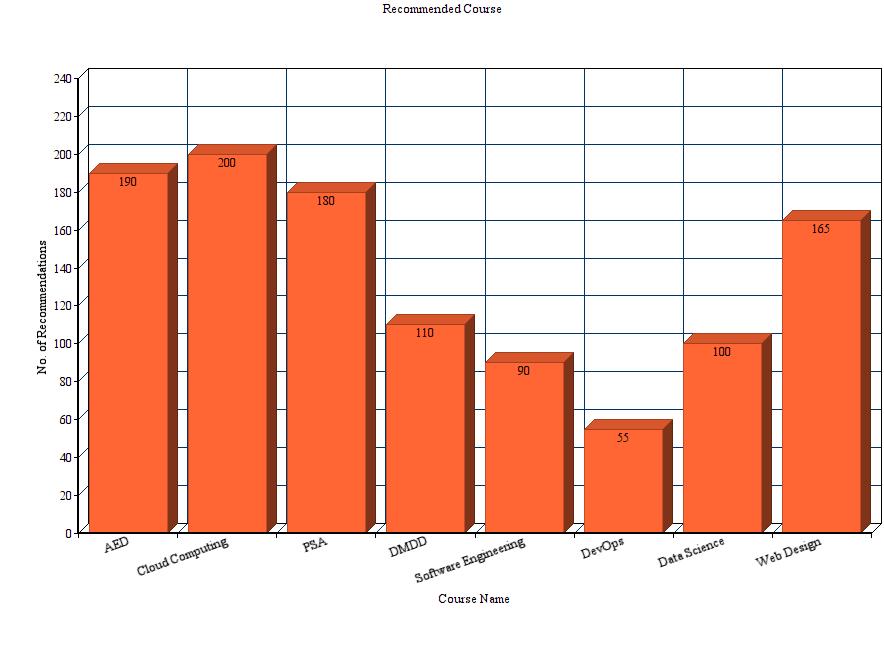 Recommended Course
240
220
200
180
160
140
120
100
80
60
40
20
0
No. of Recommendations
190
200
180
110
90
55
100
165
AED
Cloud Computing
PSA
DMDD
Software Engineering
DevOps
Data Science
Web Design
Course Name